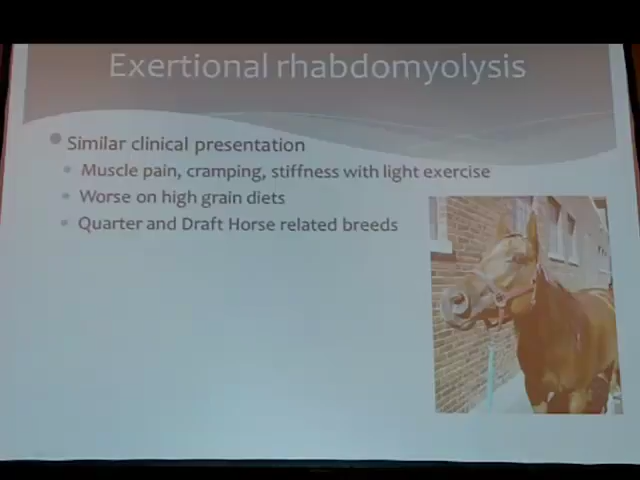 Exertional rhabdomyolysis
Similar clinical presentation
Muscle pain, cramping, stiffness with light exercise
Worse on high grain diets
Quarter and Draft Horse related breeds